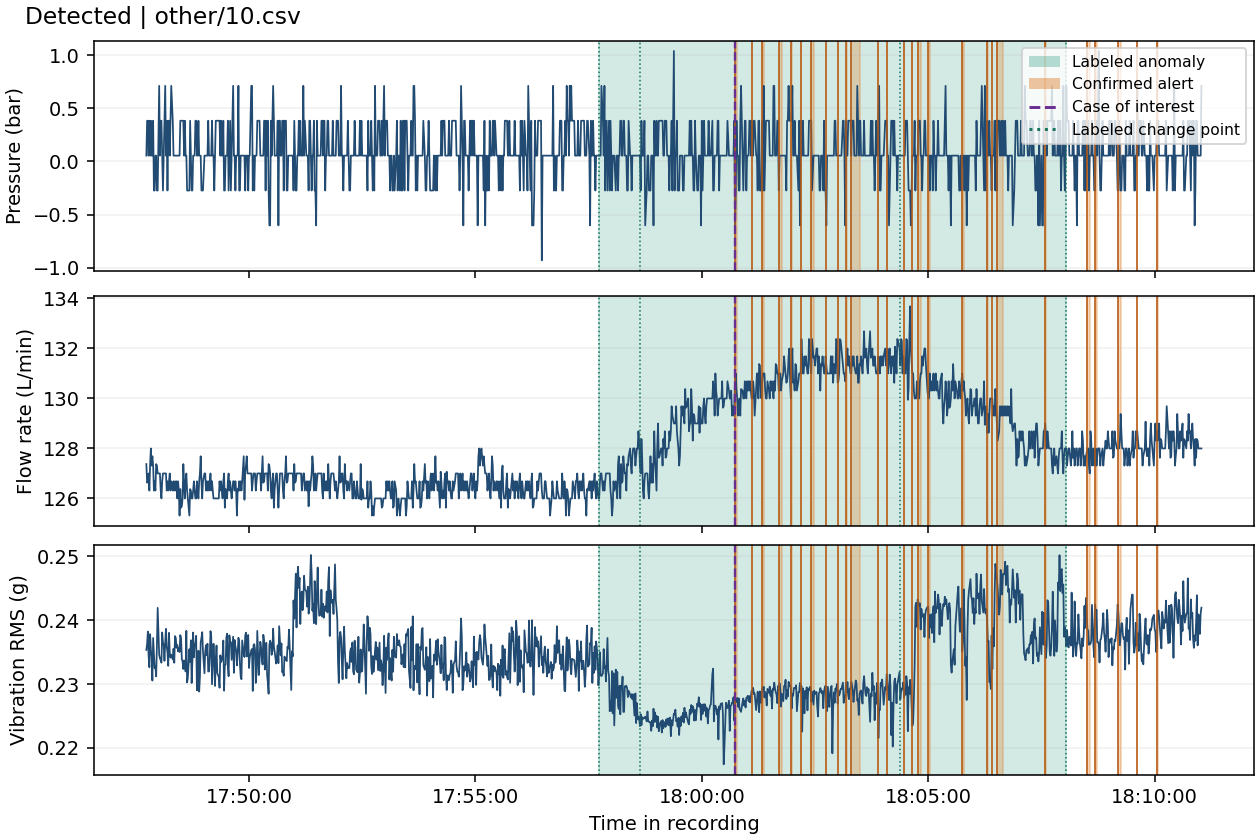 Detected | other/10.csv
Pressure (bar)
1.0
0.5
0.0
−0.5
−1.0
Labeled anomaly
Confirmed alert
Case of interest
Labeled change point
Flow rate (L/min)
134
132
130
128
126
Vibration RMS (g)
0.25
0.24
0.23
0.22
17:50:00
17:55:00
18:00:00
18:05:00
18:10:00
Time in recording